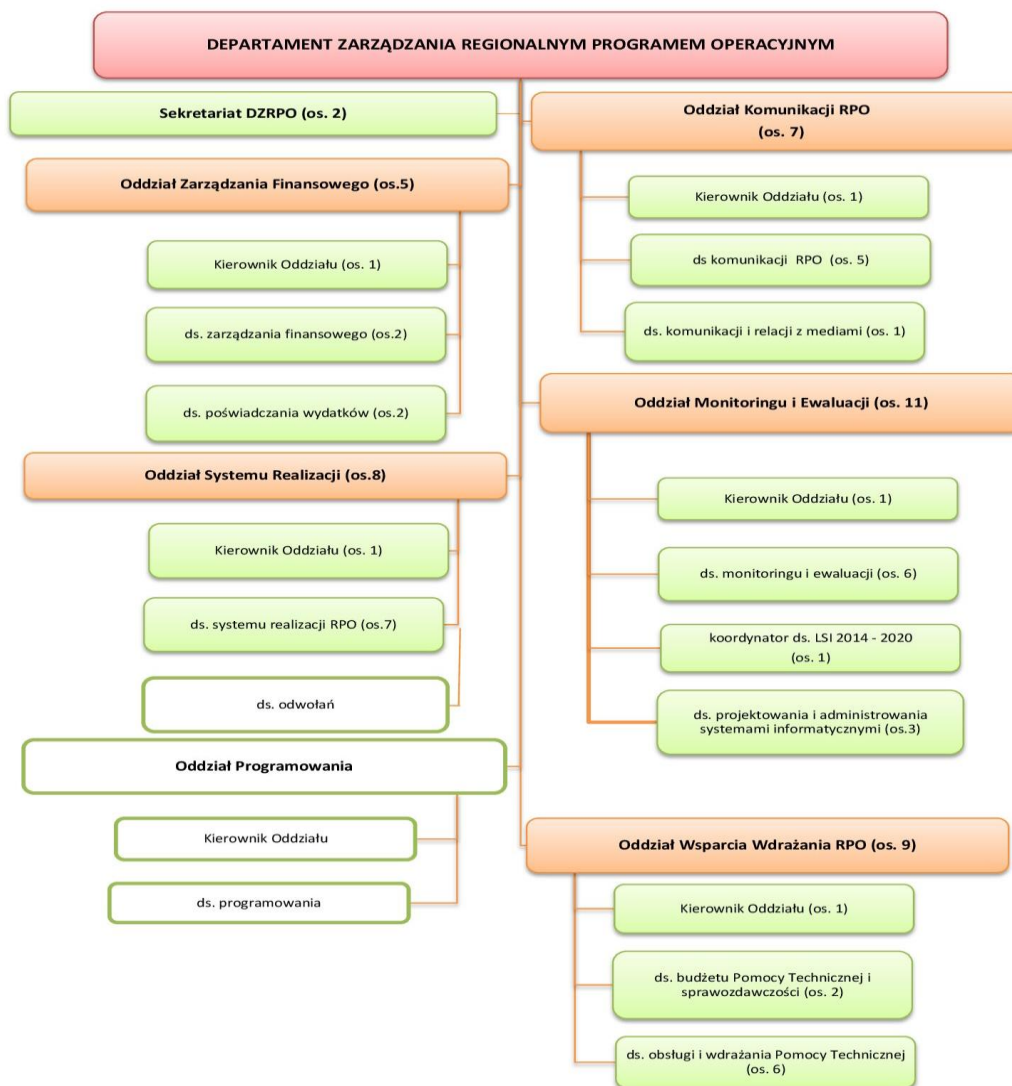 DEPARTAMENT ZARZĄDZANIA REGIONALNYM PROGRAMEM OPERACYJNYM
Sekretariat DZRPO (os. 2)
Oddział Zarządzania Finansowego (os.5)
Kierownik Oddziału (os. 1)
ds. zarządzania finansowego (os.2)
ds. poświadczania wydatków (os.2)
Oddział Systemu Realizacji (os.8)
Kierownik Oddziału (os. 1)
ds. systemu realizacji RPO (os.7)
ds. odwołań
Oddział Programowania
Kierownik Oddziału
ds. programowania
Oddział Komunikacji RPO
(os. 7)
Kierownik Oddziału (os. 1)
ds komunikacji RPO (os. 5)
ds. komunikacji i relacji z mediami (os. 1)
Oddział Monitoringu i Ewaluacji (os. 11)
Kierownik Oddziału (os. 1)
ds. monitoringu i ewaluacji (os. 6)
koordynator ds. LSI 2014 - 2020
(os. 1)
ds. projektowania i administrowania
systemami informatycznymi (os.3)
Oddział Wsparcia Wdrażania RPO (os. 9)
Kierownik Oddziału (os. 1)
ds. budżetu Pomocy Technicznej i
sprawozdawczości (os. 2)
ds. obsługi i wdrażania Pomocy Technicznej
(os. 6)